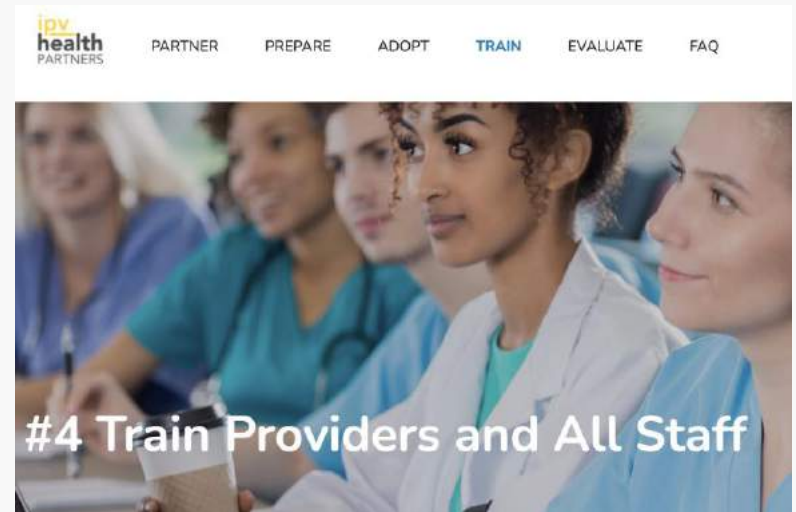 ipv
health
PARTNERS
PARTNER PREPARE ADOPT TRAIN EVALUATE FAQ
#4 Train Providers and All Staff